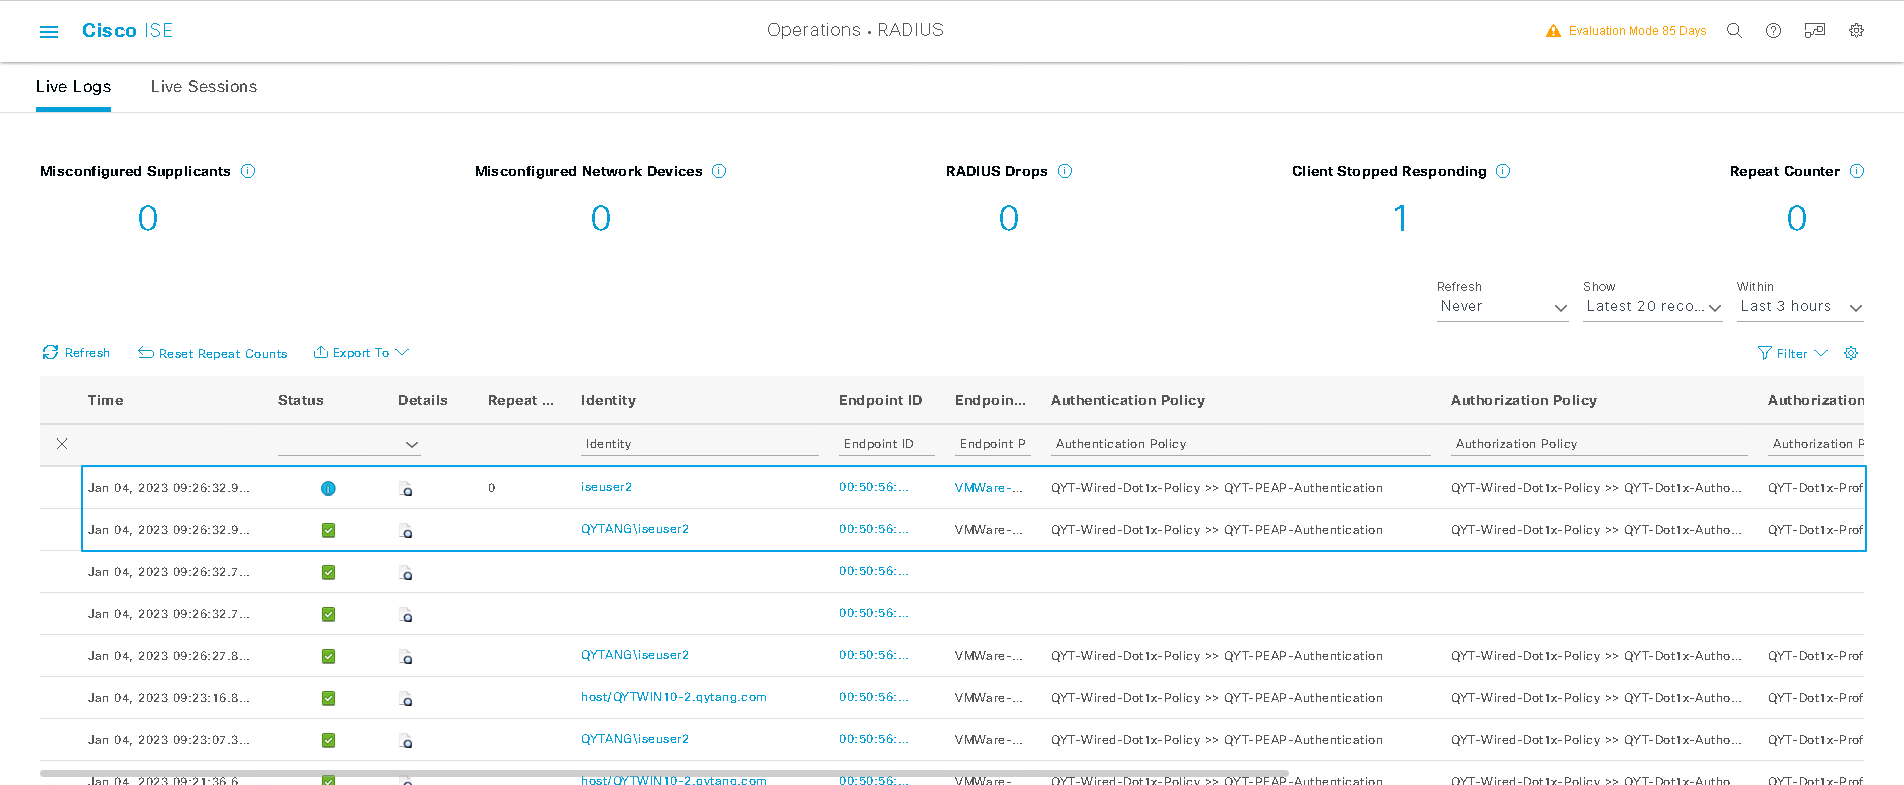 Cisco ISE
Operations · RADIUS
Evaluation Mode 85 Days
Live Logs
Live Sessions
Misconfigured Supplicants
Misconfigured Network Devices
RADIUS Drops
Client Stopped Responding
Repeat Counter
0
0
0
1
0
Refresh
Show
Within
Never
Latest 20 reco...
Last 3 hours
Refresh
Reset Repeat Counts
Export To
Filter
Time Status Details Repeat ... Identity Endpoint ID Endpoin... Authentication Policy Authorization Policy Authorization
Identity Endpoint ID Endpoint P Authentication Policy Authorization Policy Authorization P
Jan 04, 2023 09:26:32.9... 0 iseuser2 00:50:56:... VMWare-... QYT-Wired-Dot1x-Policy >> QYT-PEAP-Authentication QYT-Wired-Dot1x-Policy >> QYT-Dot1x-Autho... QYT-Dot1x-Prof
Jan 04, 2023 09:26:32.9... QYTANG\iseuser2 00:50:56:... VMWare-... QYT-Wired-Dot1x-Policy >> QYT-PEAP-Authentication QYT-Wired-Dot1x-Policy >> QYT-Dot1x-Autho... QYT-Dot1x-Prof
Jan 04, 2023 09:26:32.7... 00:50:56:...
Jan 04, 2023 09:26:32.7... 00:50:56:...
Jan 04, 2023 09:26:27.8... QYTANG\iseuser2 00:50:56:... VMWare-... QYT-Wired-Dot1x-Policy >> QYT-PEAP-Authentication QYT-Wired-Dot1x-Policy >> QYT-Dot1x-Autho... QYT-Dot1x-Prof
Jan 04, 2023 09:23:16.8... host/QYTWIN10-2.qytang.com 00:50:56:... VMWare-... QYT-Wired-Dot1x-Policy >> QYT-PEAP-Authentication QYT-Wired-Dot1x-Policy >> QYT-Dot1x-Autho... QYT-Dot1x-Prof
Jan 04, 2023 09:23:07.3... QYTANG\iseuser2 00:50:56:... VMWare-... QYT-Wired-Dot1x-Policy >> QYT-PEAP-Authentication QYT-Wired-Dot1x-Policy >> QYT-Dot1x-Autho... QYT-Dot1x-Prof
Jan 04, 2023 09:21:36.6... host/QYTWIN10-2.qytang.com 00:50:56:... VMWare-... QYT-Wired-Dot1x-Policy >> QYT-PEAP-Authentication QYT-Wired-Dot1x-Policy >> QYT-Dot1x-Autho... QYT-Dot1x-Prof